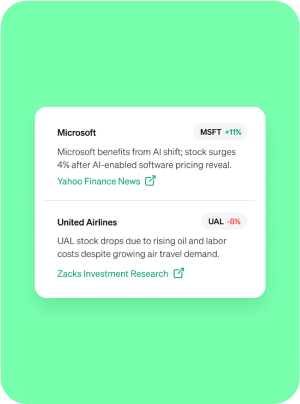 Microsoft MSFT +11%
Microsoft benefits from AI shift; stock surges
4% after AI-enabled software pricing reveal.
Yahoo Finance News
United Airlines UAL -8%
UAL stock drops due to rising oil and labor
costs despite growing air travel demand.
Zacks Investment Research